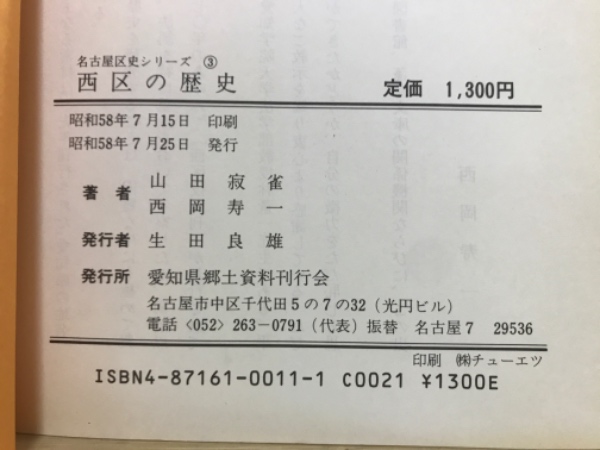 名古屋区史シリーズ ③
西区の歴史
定価 1,300円
昭和58年7月15日 印刷
昭和58年7月25日 発行
著者 山田寂雀
西岡寿一
発行者 生田良雄
発行所 愛知県郷土資料刊行会
名古屋市中区千代田5の7の32(光円ビル)
電話〈052〉263-0791(代表)振替 名古屋7 29536
印刷 ㈱チューエツ
ISBN4-87161-0011-1 C0021 ¥1300E